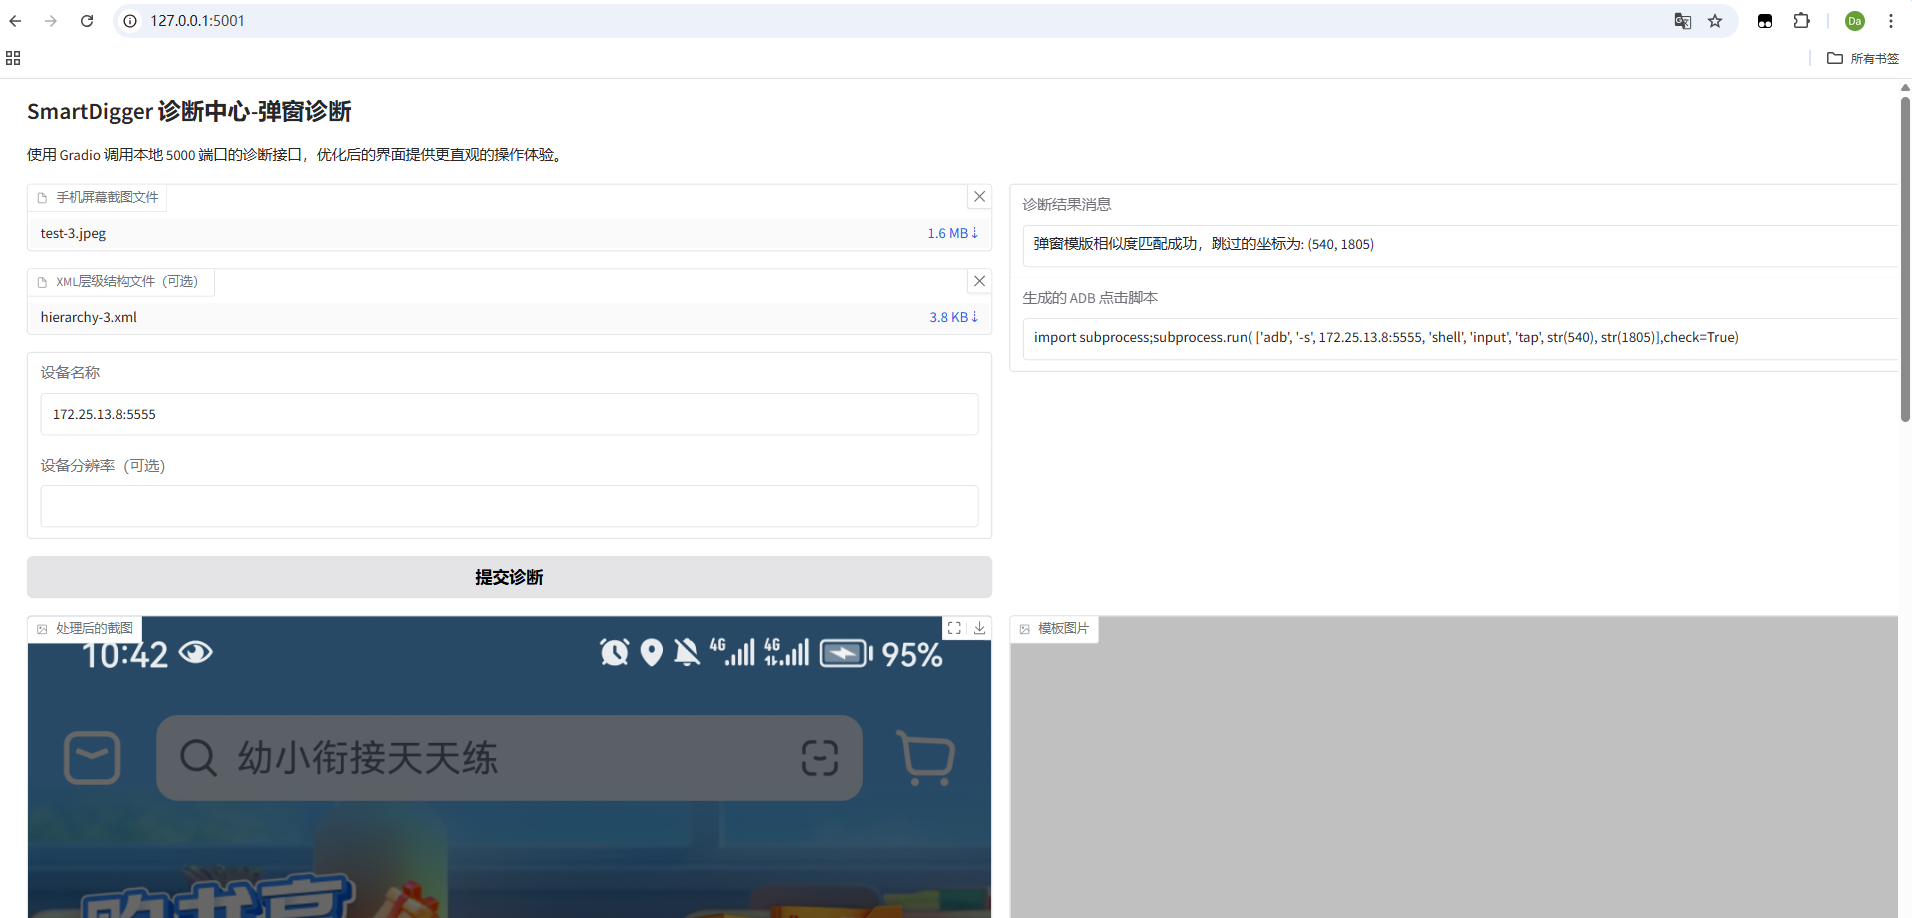 127.0.0.1:5001
Da
所有书签
SmartDigger 诊断中心-弹窗诊断
使用 Gradio 调用本地 5000 端口的诊断接口，优化后的界面提供更直观的操作体验。
手机屏幕截图文件
test-3.jpeg
1.6 MB⇣
XML层级结构文件（可选）
hierarchy-3.xml
3.8 KB⇣
设备名称
172.25.13.8:5555
设备分辨率（可选）
提交诊断
诊断结果消息
弹窗模版相似度匹配成功，跳过的坐标为: (540, 1805)
生成的 ADB 点击脚本
import subprocess;subprocess.run( ['adb', '-s', 172.25.13.8:5555, 'shell', 'input', 'tap', str(540), str(1805)],check=True)
处理后的截图
10:42
4G
4G
95%
幼小衔接天天练
模板图片